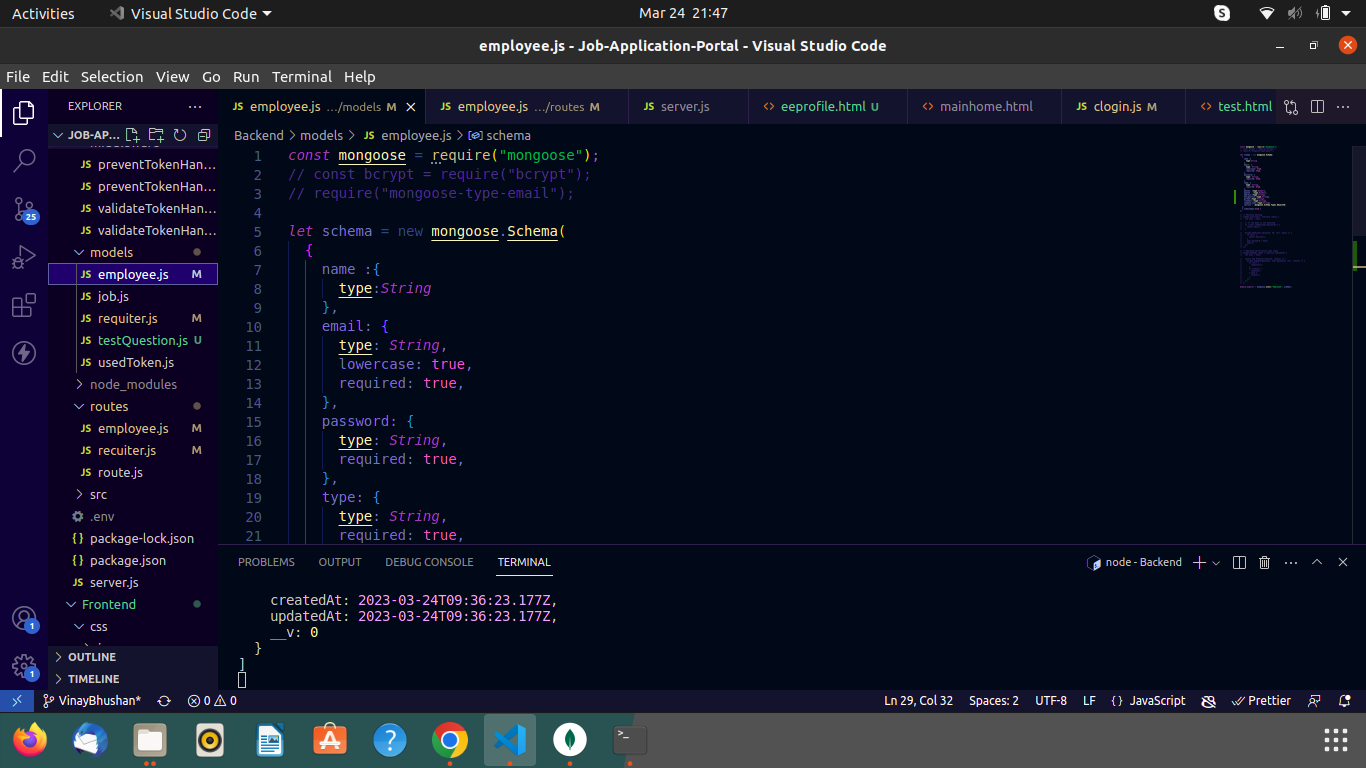 Activities
Visual Studio Code
Mar 24 21:47
employee.js - Job-Application-Portal - Visual Studio Code
File Edit Selection View Go Run Terminal Help
EXPLORER
JOB-AP...
preventTokenHan...
preventTokenHan...
validateTokenHan...
validateTokenHan...
models
employee.js M
job.js
requiter.js M
testQuestion.js U
usedToken.js
node_modules
routes
employee.js M
recuiter.js M
route.js
src
.env
package-lock.json
package.json
server.js
Frontend
css
OUTLINE
TIMELINE
25
1
1
JS employee.js .../models M
JS employee.js .../routes M
JS server.js
eeprofile.html U
mainhome.html
JS clogin.js M
test.html
Backend > models > JS employee.js > schema
1 const mongoose = require("mongoose");
2 // const bcrypt = require("bcrypt");
3 // require("mongoose-type-email");
4
5 let schema = new mongoose.Schema(
6 {
7 name :{
8 type:String
9 },
10 email: {
11 type: String,
12 lowercase: true,
13 required: true,
14 },
15 password: {
16 type: String,
17 required: true,
18 },
19 type: {
20 type: String,
21 required: true,
PROBLEMS OUTPUT DEBUG CONSOLE TERMINAL
node - Backend
createdAt: 2023-03-24T09:36:23.177Z,
updatedAt: 2023-03-24T09:36:23.177Z,
__v: 0
}
]
VinayBhushan* 0 0
Ln 29, Col 32 Spaces: 2 UTF-8 LF {} JavaScript Prettier